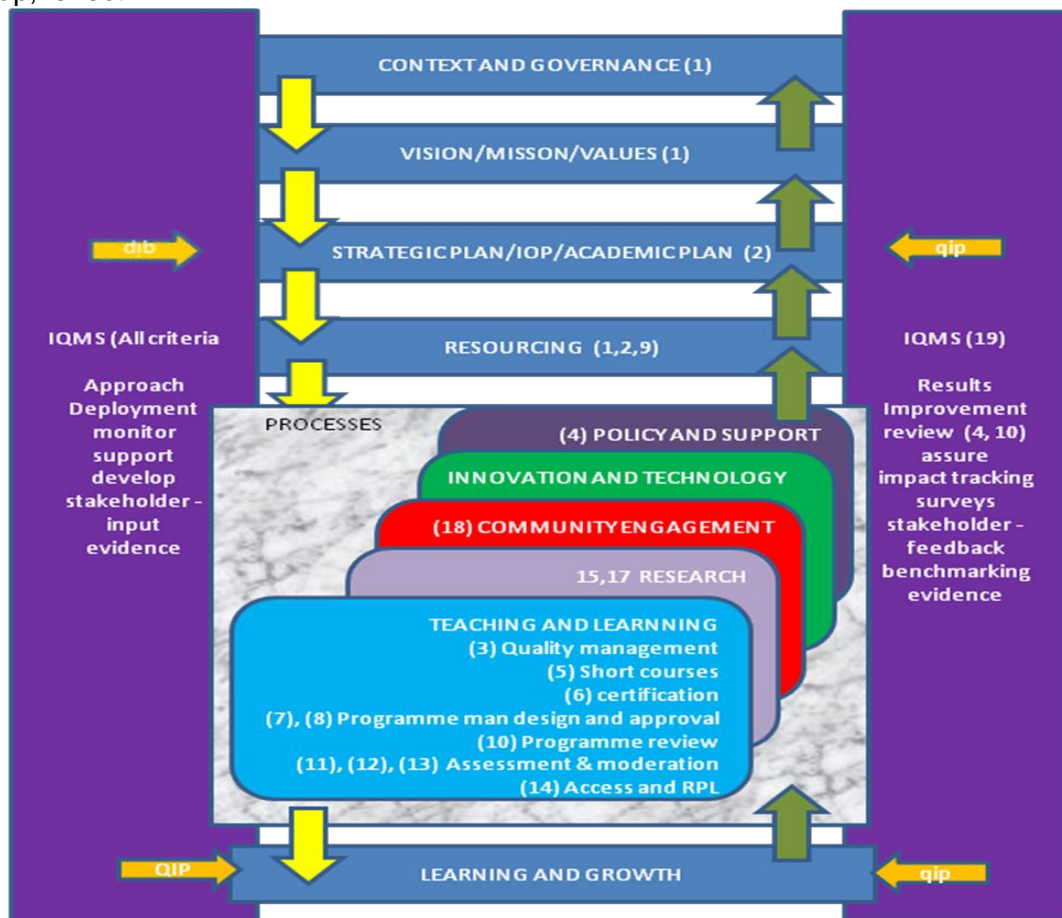 CONTEXT AND GOVERNANCE (1)
VISION/MISSON/VALUES (1)
dib
STRATEGIC PLAN/IOP/ACADEMIC PLAN (2)
qip
IQMS (All criteria
Approach
Deployment
monitor
support
develop
stakeholder -
input
evidence
RESOURCING (1,2,9)
IQMS (19)
Results
Improvement
review (4, 10)
assure
impact tracking
surveys
stakeholder -
feedback
benchmarking
evidence
PROCESSES
(4) POLICY AND SUPPORT
INNOVATION AND TECHNOLOGY
(18) COMMUNITY ENGAGEMENT
15,17 RESEARCH
TEACHING AND LEARNNING
(3) Quality management
(5) Short courses
(6) certification
(7), (8) Programme man design and approval
(10) Programme review
(11), (12), (13) Assessment & moderation
(14) Access and RPL
QIP
LEARNING AND GROWTH
qip